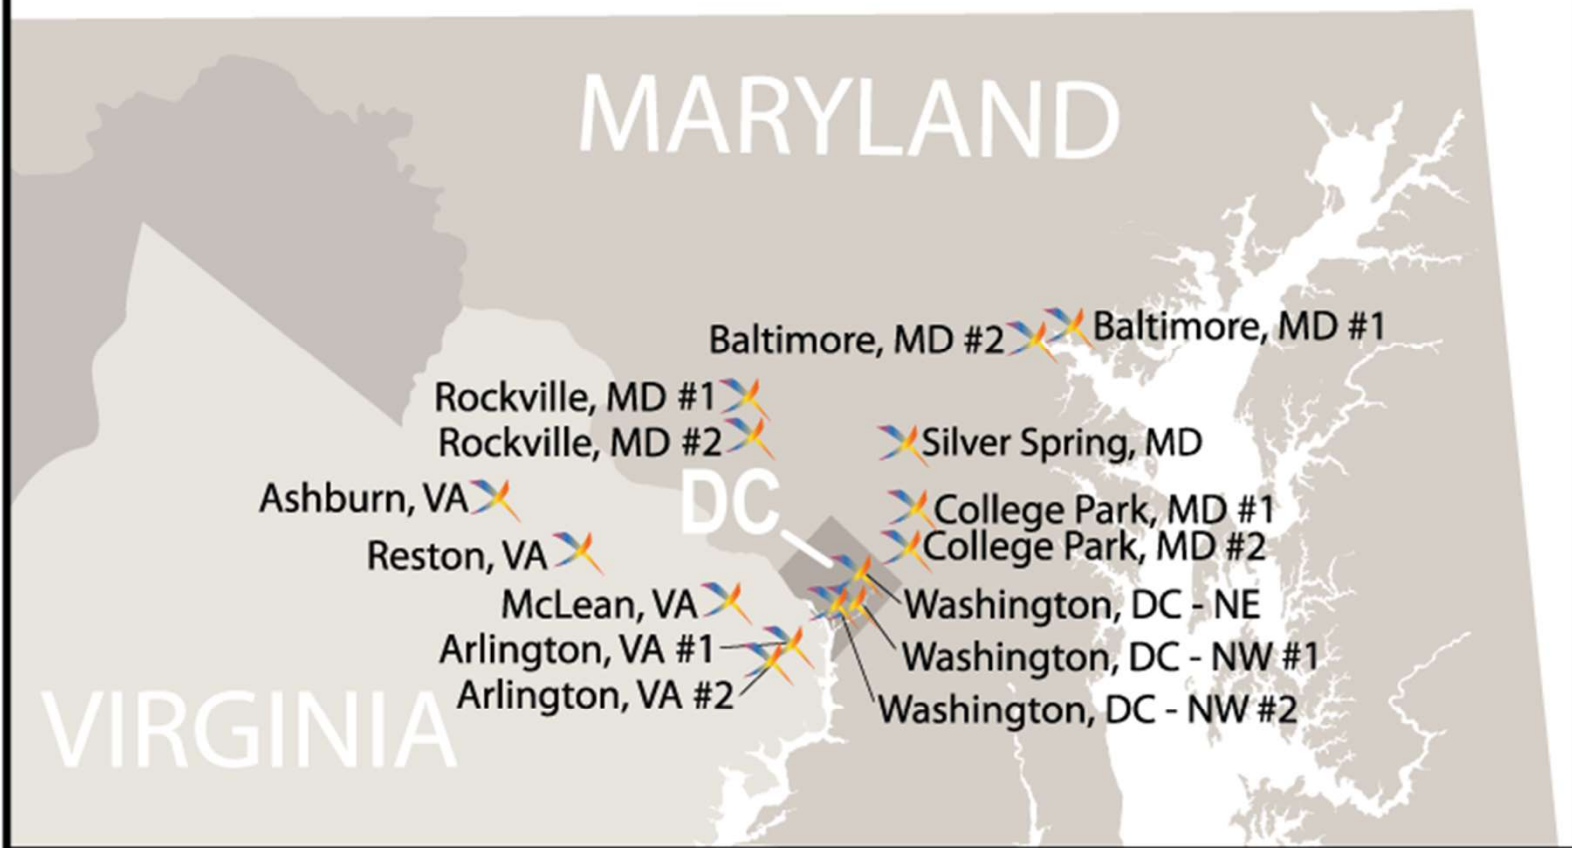 MARYLAND
Baltimore, MD #2
Baltimore, MD #1
Rockville, MD #1
Rockville, MD #2
Silver Spring, MD
DC
Ashburn, VA
College Park, MD #1
Reston, VA
College Park, MD #2
McLean, VA
Washington, DC - NE
Arlington, VA #1
Washington, DC - NW #1
Arlington, VA #2
Washington, DC - NW #2
VIRGINIA